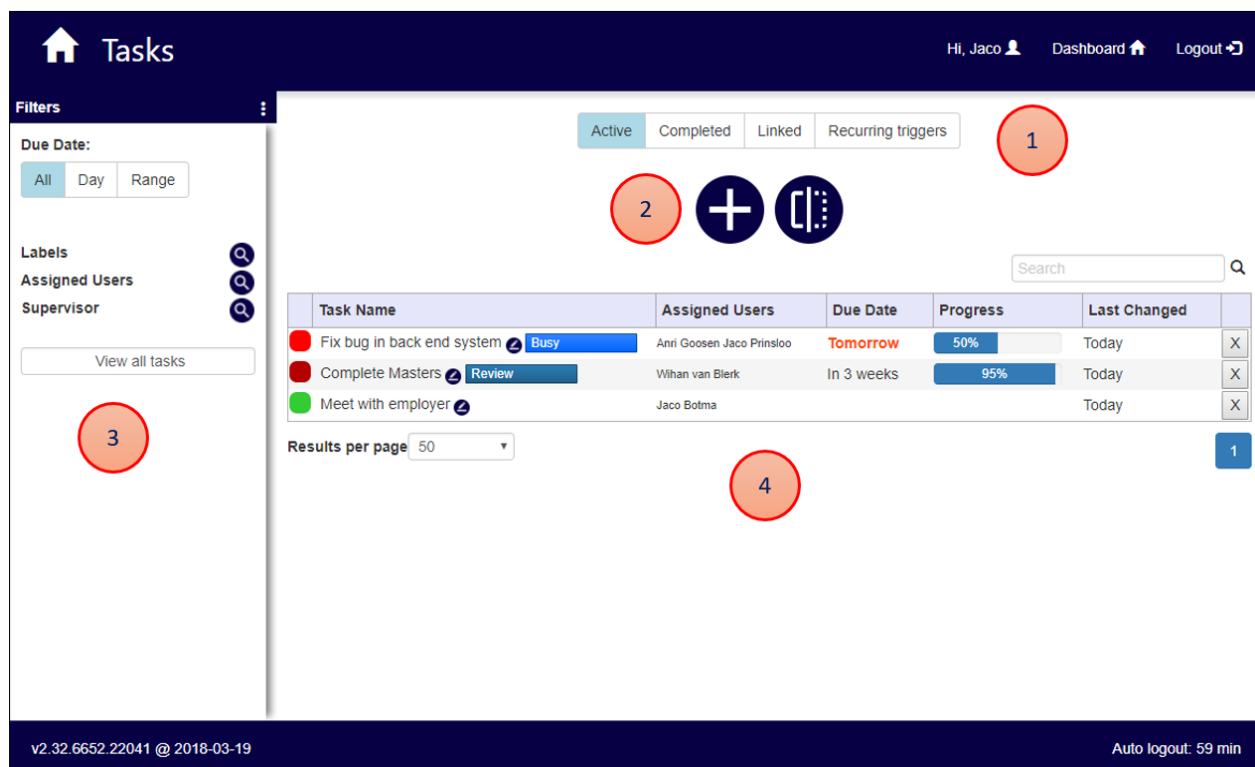 Tasks
Hi, Jaco
Dashboard
Logout
Filters
Due Date:
All Day Range
Labels
Assigned Users
Supervisor
View all tasks
3
Active Completed Linked Recurring triggers
1
2
Search
Task Name Assigned Users Due Date Progress Last Changed
Fix bug in back end system Busy Anri Goosen Jaco Prinsloo Tomorrow 50% Today X
Complete Masters Review Wihan van Blerk In 3 weeks 95% Today X
Meet with employer Jaco Botma Today X
Results per page 50
1
4
v2.32.6652.22041 @ 2018-03-19
Auto logout: 59 min